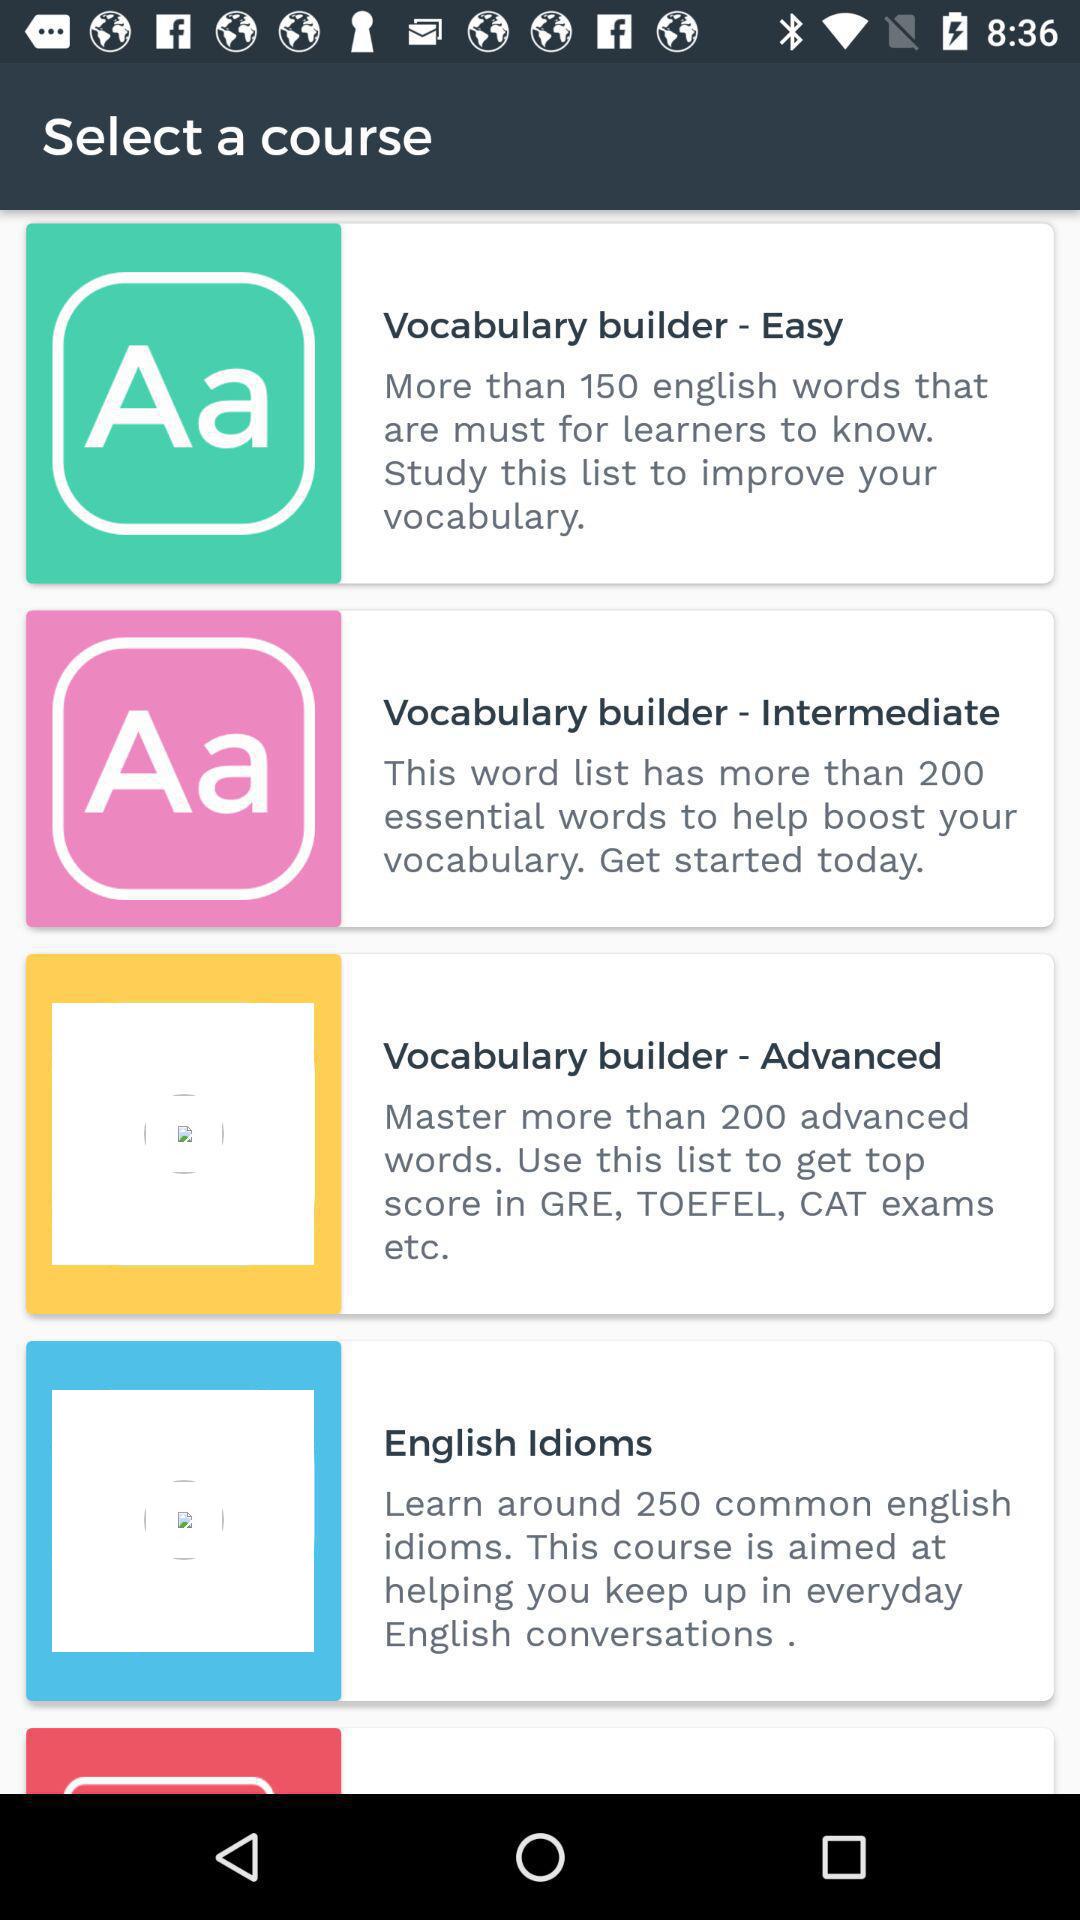 8:36
Select a course
Aa
Vocabulary builder - Easy
More than 150 english words that
are must for learners to know.
Study this list to improve your
vocabulary.
Aa
Vocabulary builder - Intermediate
This word list has more than 200
essential words to help boost your
vocabulary. Get started today.
Vocabulary builder - Advanced
Master more than 200 advanced
words. Use this list to get top
score in GRE, TOEFEL, CAT exams
etc.
English Idioms
Learn around 250 common english
idioms. This course is aimed at
helping you keep up in everyday
English conversations .